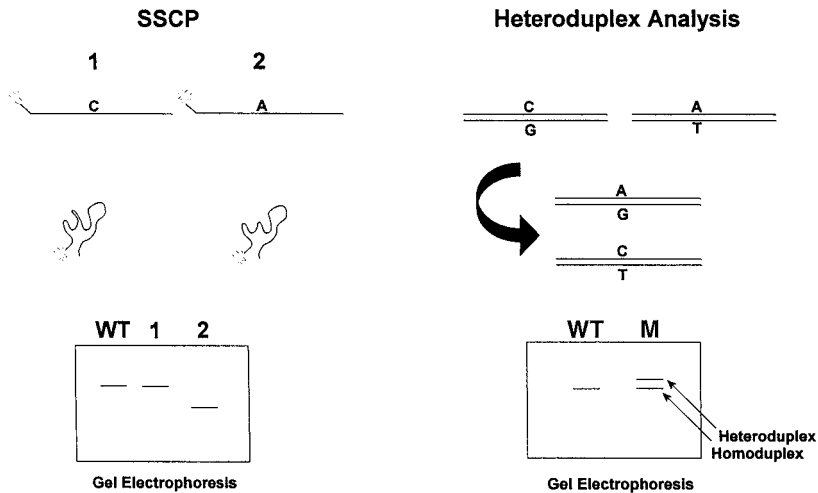 SSCP
1 2
C A
WT 1 2
Gel Electrophoresis
Heteroduplex Analysis
C A
G T
A
G
C
T
WT M
Heteroduplex
Homoduplex
Gel Electrophoresis